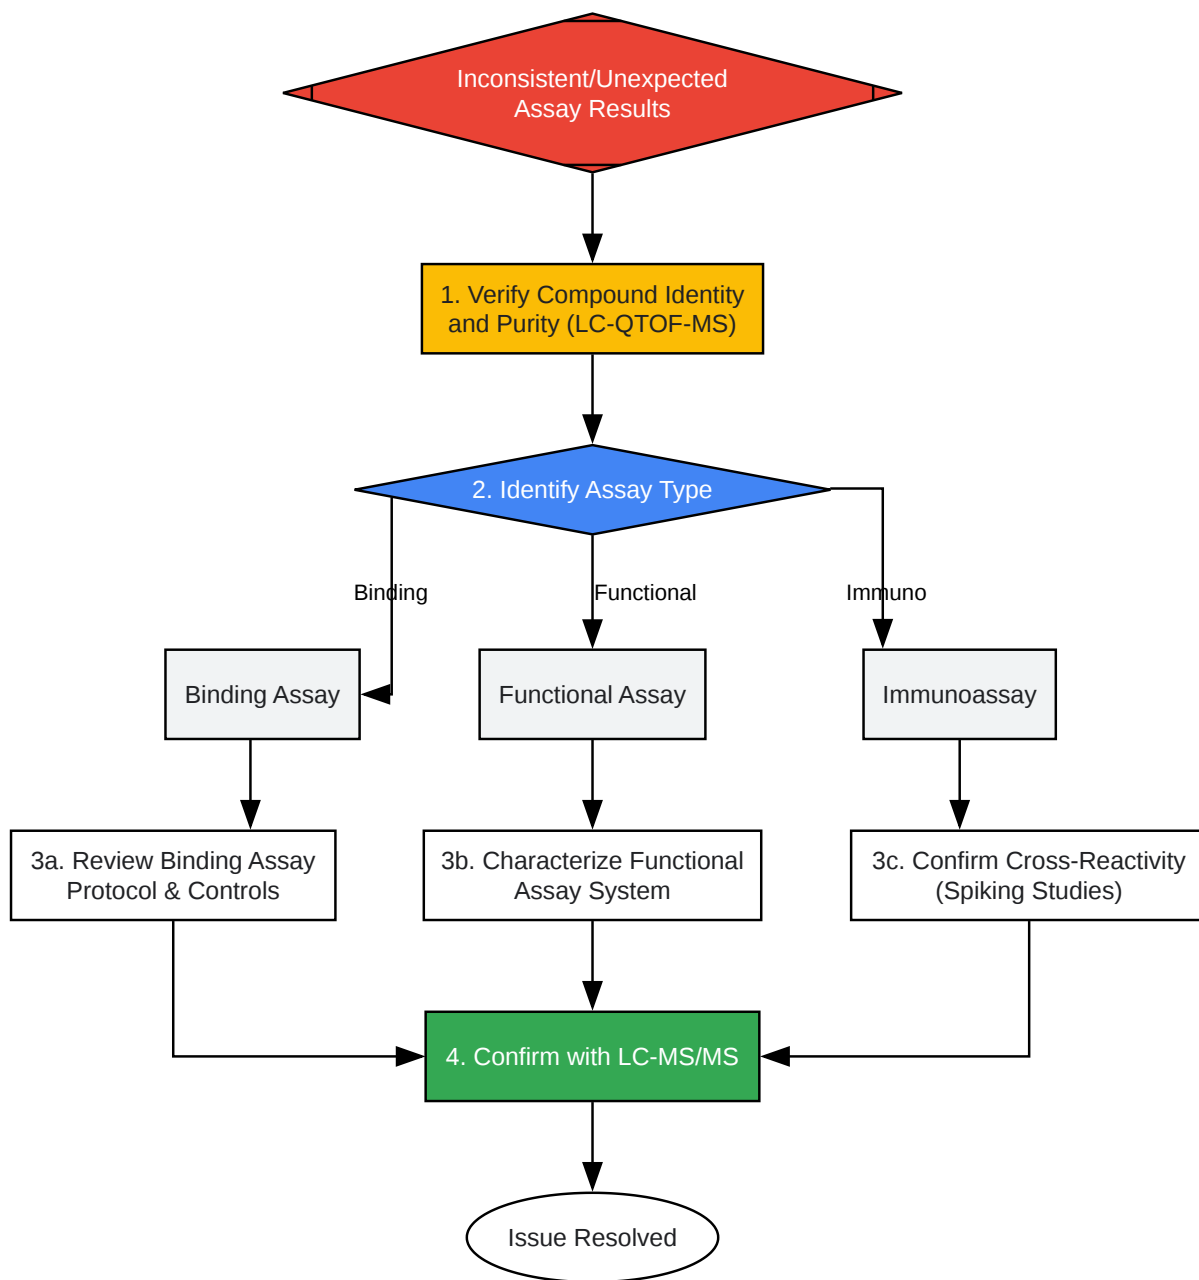 Inconsistent/Unexpected
Assay Results
1. Verify Compound Identity
and Purity (LC-QTOF-MS)
2. Identify Assay Type
Binding
Functional
Immuno
Binding Assay
Functional Assay
Immunoassay
3a. Review Binding Assay
Protocol & Controls
3b. Characterize Functional
Assay System
3c. Confirm Cross-Reactivity
(Spiking Studies)
4. Confirm with LC-MS/MS
Issue Resolved